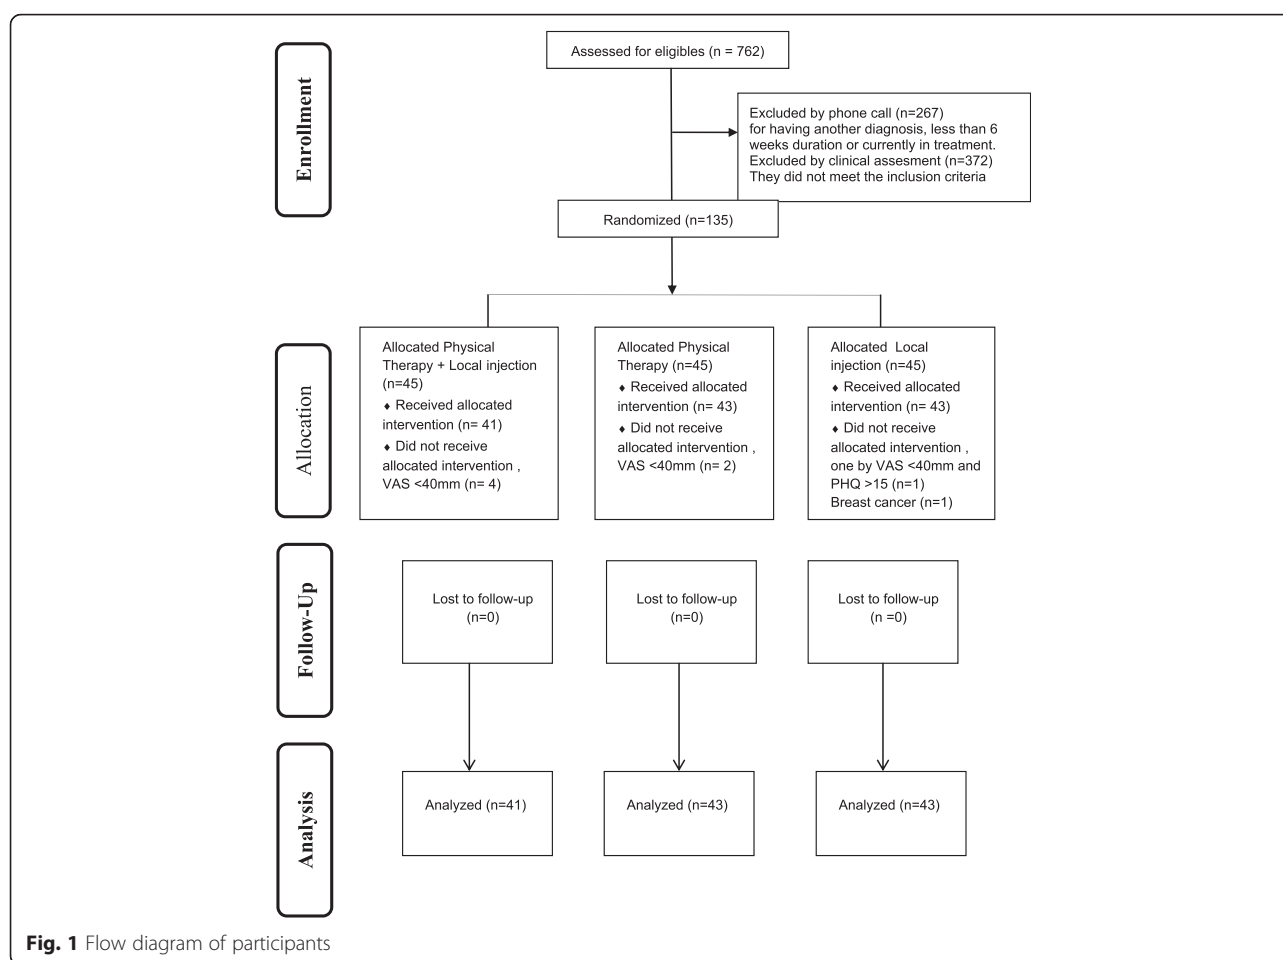 Enrollment
Assessed for eligibles (n = 762)
Excluded by phone call (n=267)
for having another diagnosis, less than 6
weeks duration or currently in treatment.
Excluded by clinical assesment (n=372)
They did not meet the inclusion criteria
Randomized (n=135)
Allocation
Allocated Physical
Therapy + Local injection
(n=45)
♦ Received allocated
intervention (n= 41)
♦ Did not receive
allocated intervention ,
VAS <40mm (n= 4)
Allocated Physical
Therapy (n=45)
♦ Received allocated
intervention (n= 43)
♦ Did not receive
allocated intervention ,
VAS <40mm (n= 2)
Allocated Local
injection (n=45)
♦ Received allocated
intervention (n= 43)
♦ Did not receive
allocated intervention ,
one by VAS <40mm and
PHQ >15 (n=1)
Breast cancer (n=1)
Follow-Up
Lost to follow-up
(n=0)
Lost to follow-up
(n=0)
Lost to follow-up
(n =0)
Analysis
Analyzed (n=41)
Analyzed (n=43)
Analyzed (n=43)
Fig. 1 Flow diagram of participants